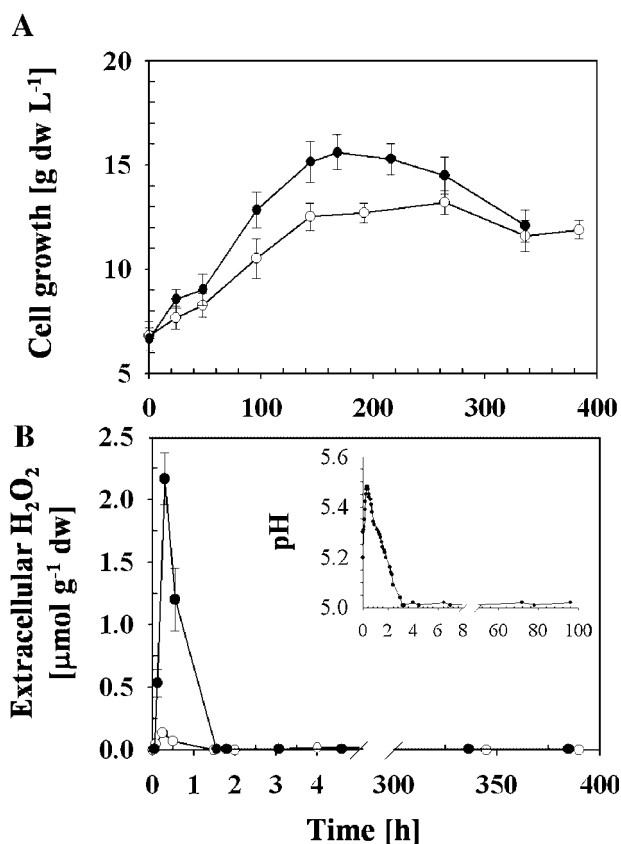 A
Cell growth [g dw L⁻¹]
20
15
10
5
0 100 200 300 400
B
Extracellular H₂O₂
[μmol g⁻¹ dw]
2.5
2.0
1.5
1.0
0.5
0.0
0 1 2 3 4 300 350 400
pH
5.6
5.4
5.2
5.0
0 2 4 6 8 60 80 100
Time [h]